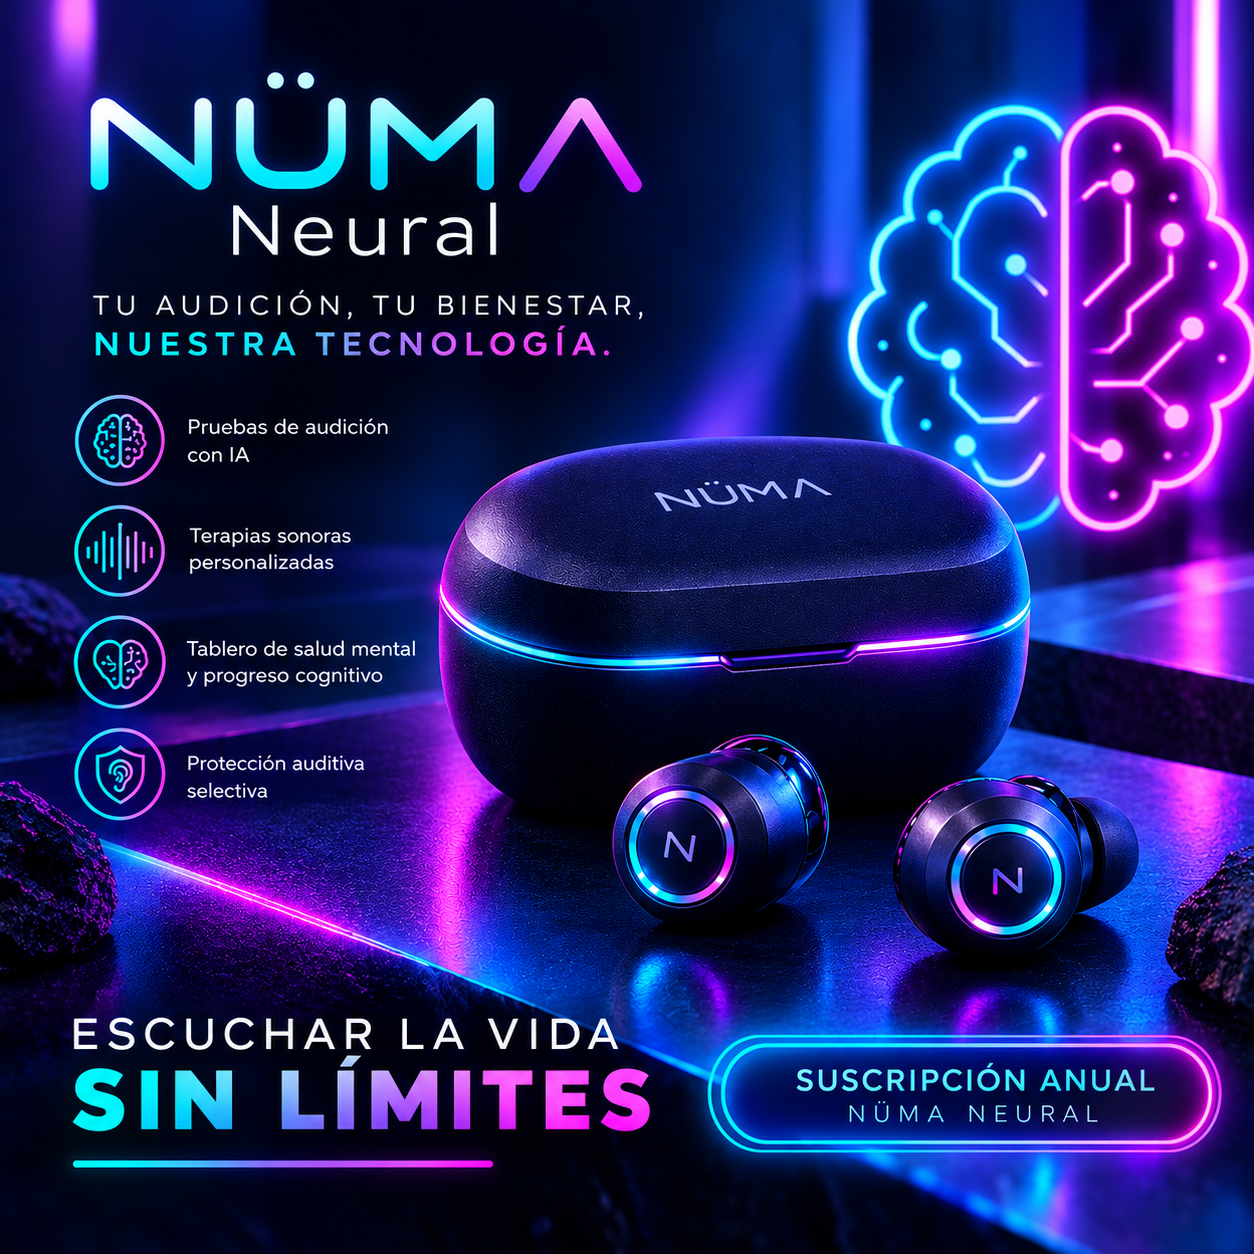 NÜMA
Neural
TU AUDICIÓN, TU BIENESTAR,
NUESTRA TECNOLOGÍA.
Pruebas de audición
con IA
Terapias sonoras
personalizadas
Tablero de salud mental
y progreso cognitivo
Protección auditiva
selectiva
NÜMA
N
N
ESCUCHAR LA VIDA
SIN LÍMITES
SUSCRIPCIÓN ANUAL
NÜMA NEURAL